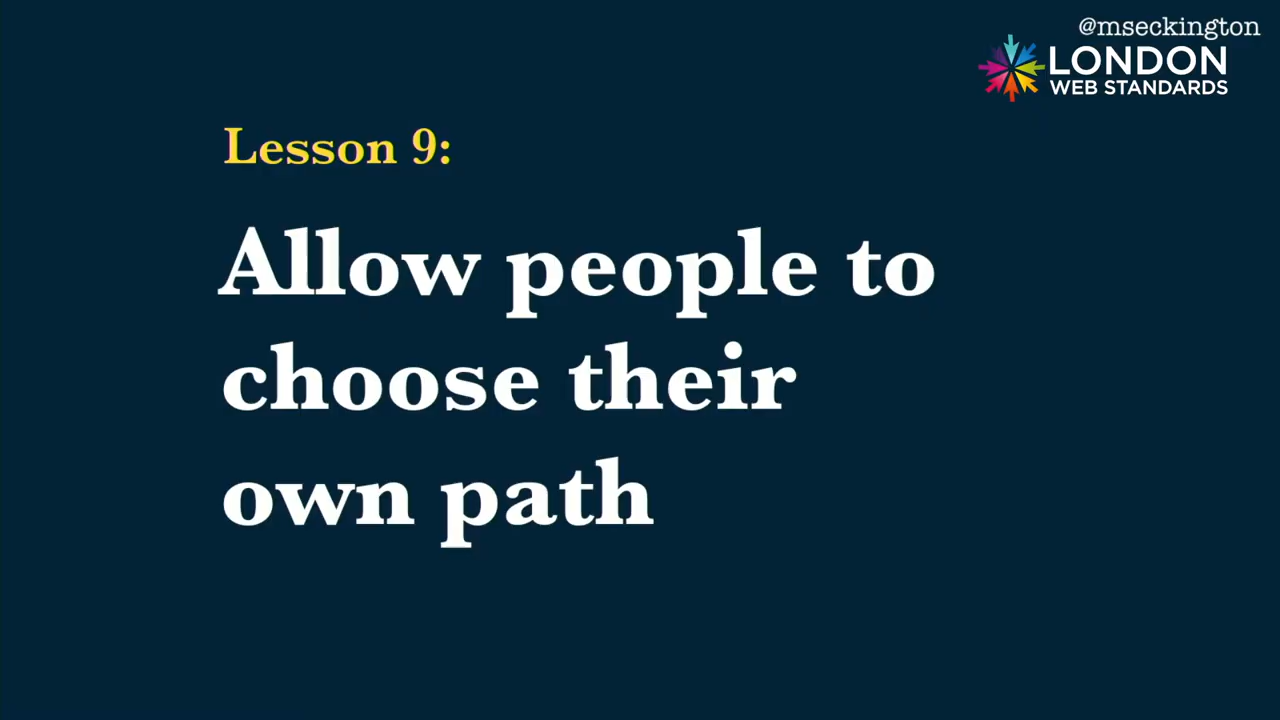 @mseckington
LONDON
WEB STANDARDS
Lesson 9:
Allow people to
choose their
own path